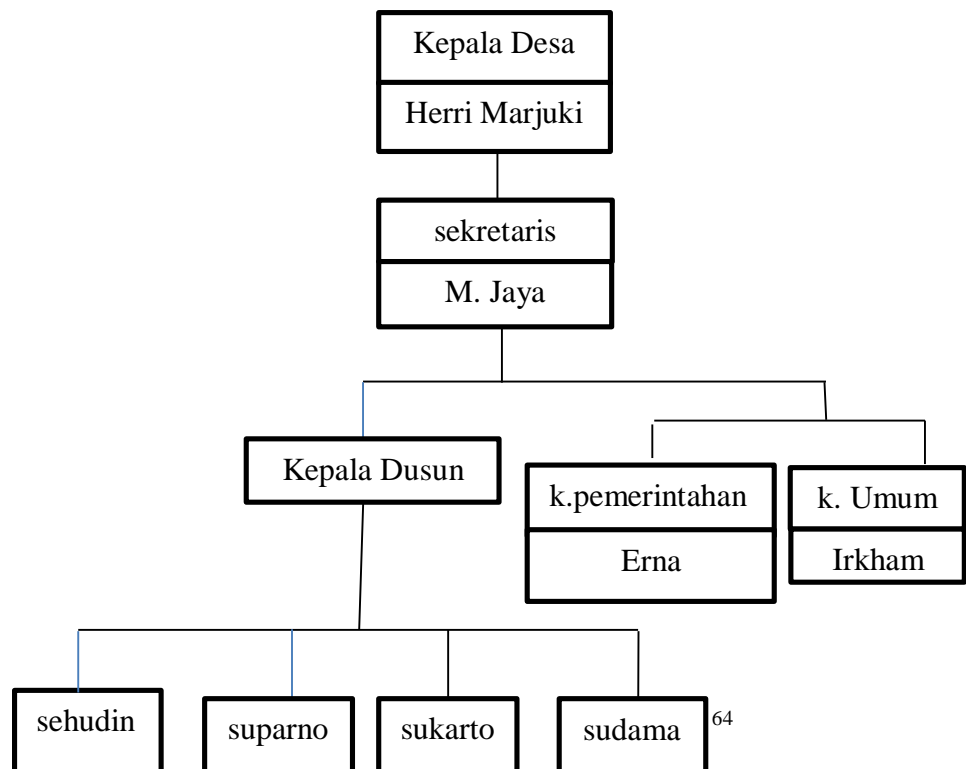 Kepala Desa
Herri Marjuki
sekretaris
M. Jaya
Kepala Dusun
k.pemerintahan
Erna
k. Umum
Irkham
sehudin
suparno
sukarto
sudama
64